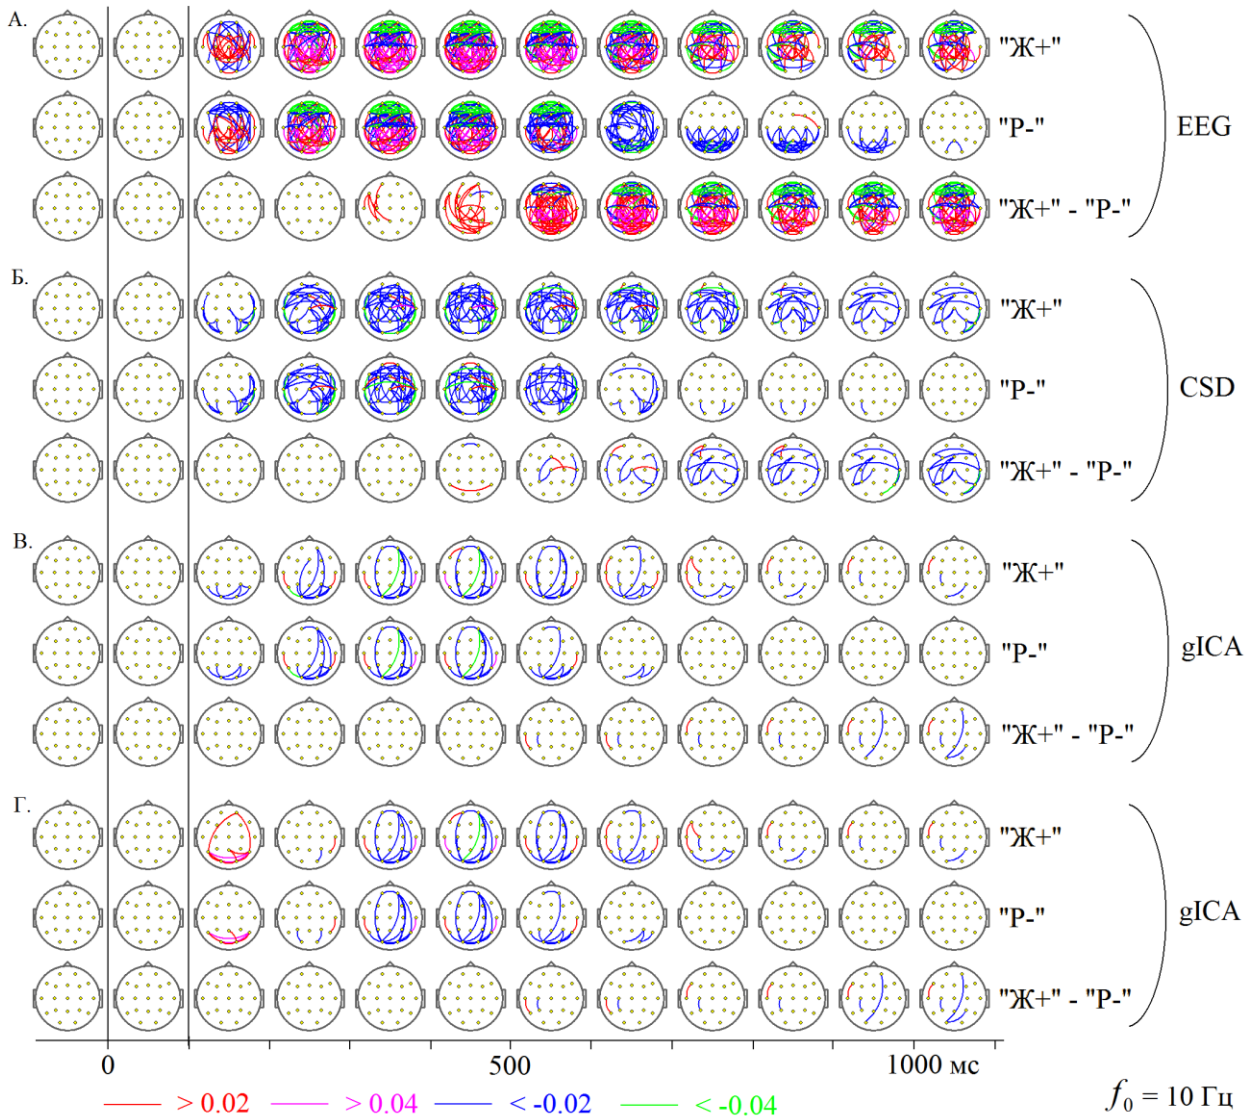 А.
"Ж+"
"Р-"
EEG
"Ж+" - "Р-"
Б.
"Ж+"
"Р-"
CSD
"Ж+" - "Р-"
В.
"Ж+"
"Р-"
gICA
"Ж+" - "Р-"
Г.
"Ж+"
"Р-"
gICA
"Ж+" - "Р-"
0 500 1000 мс
> 0.02 > 0.04 < -0.02 < -0.04
f0 = 10 Гц